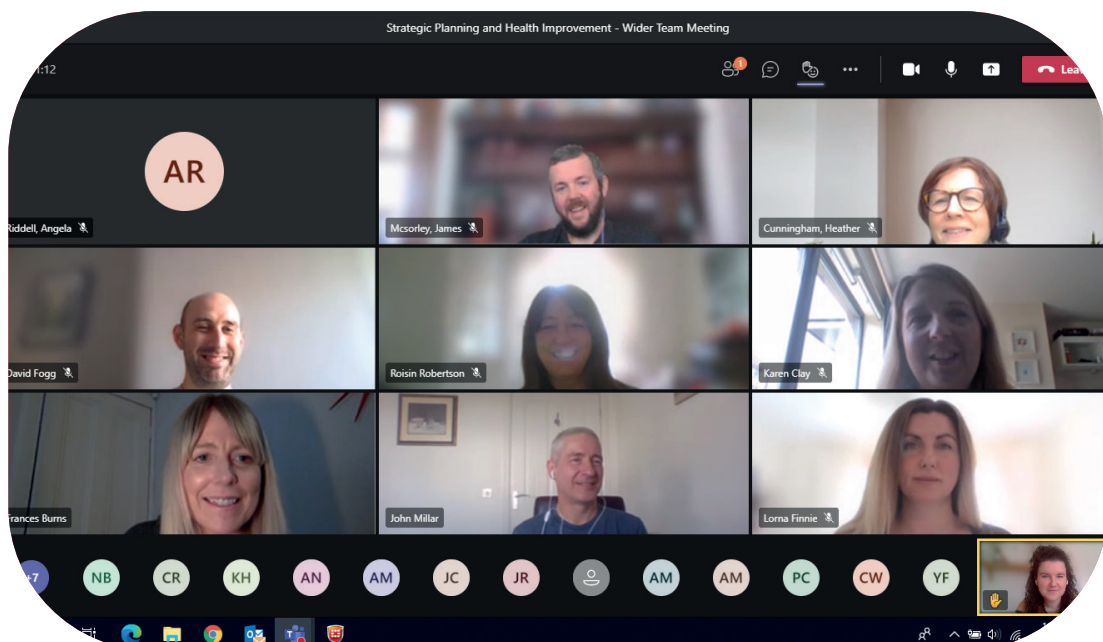 Strategic Planning and Health Improvement - Wider Team Meeting
1:12
1
Leav
AR
Riddell, Angela
Mcsorley, James
Cunningham, Heather
David Fogg
Roisin Robertson
Karen Clay
Frances Burns
John Millar
Lorna Finnie
+7 NB CR KH AN AM JC JR AM AM PC CW YF